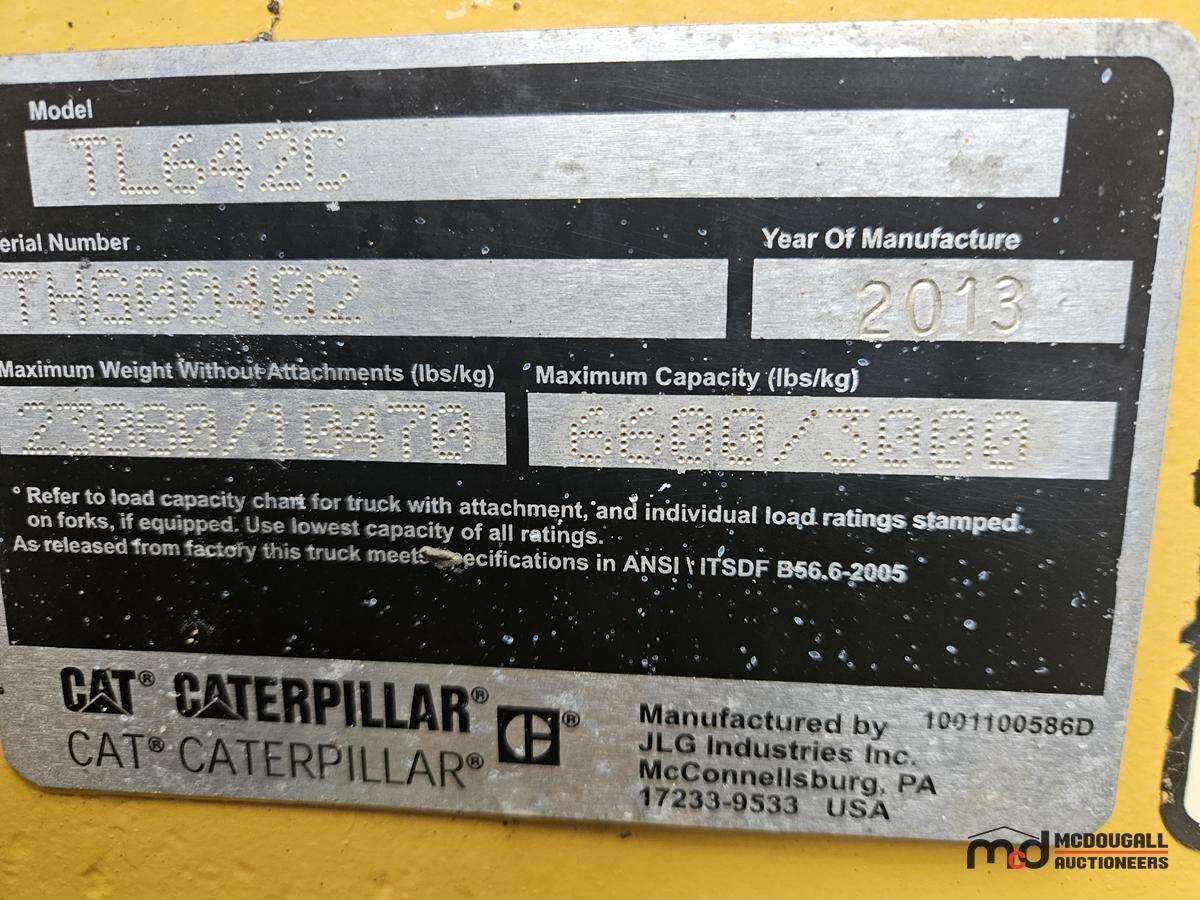 Model
TL642C
erial Number
Year Of Manufacture
THG00402
2013
Maximum Weight Without Attachments (lbs/kg)
° Maximum Capacity (lbs/kg)
23080/10470
6600/3000
° Refer to load capacity chart for truck with attachment, and individual load ratings stamped
on forks, if equipped. Use lowest capacity of all ratings.
As released from factory this truck meets ecifications in ANSI \ ITSDF B56.6-2005
CAT® CATERPILLAR®
CAT® CATERPILLAR®
®
Manufactured by 1001100586D
JLG Industries Inc.
McConnellsburg, PA
17233-9533 USA
mcd MCDOUGALL
AUCTIONEERS